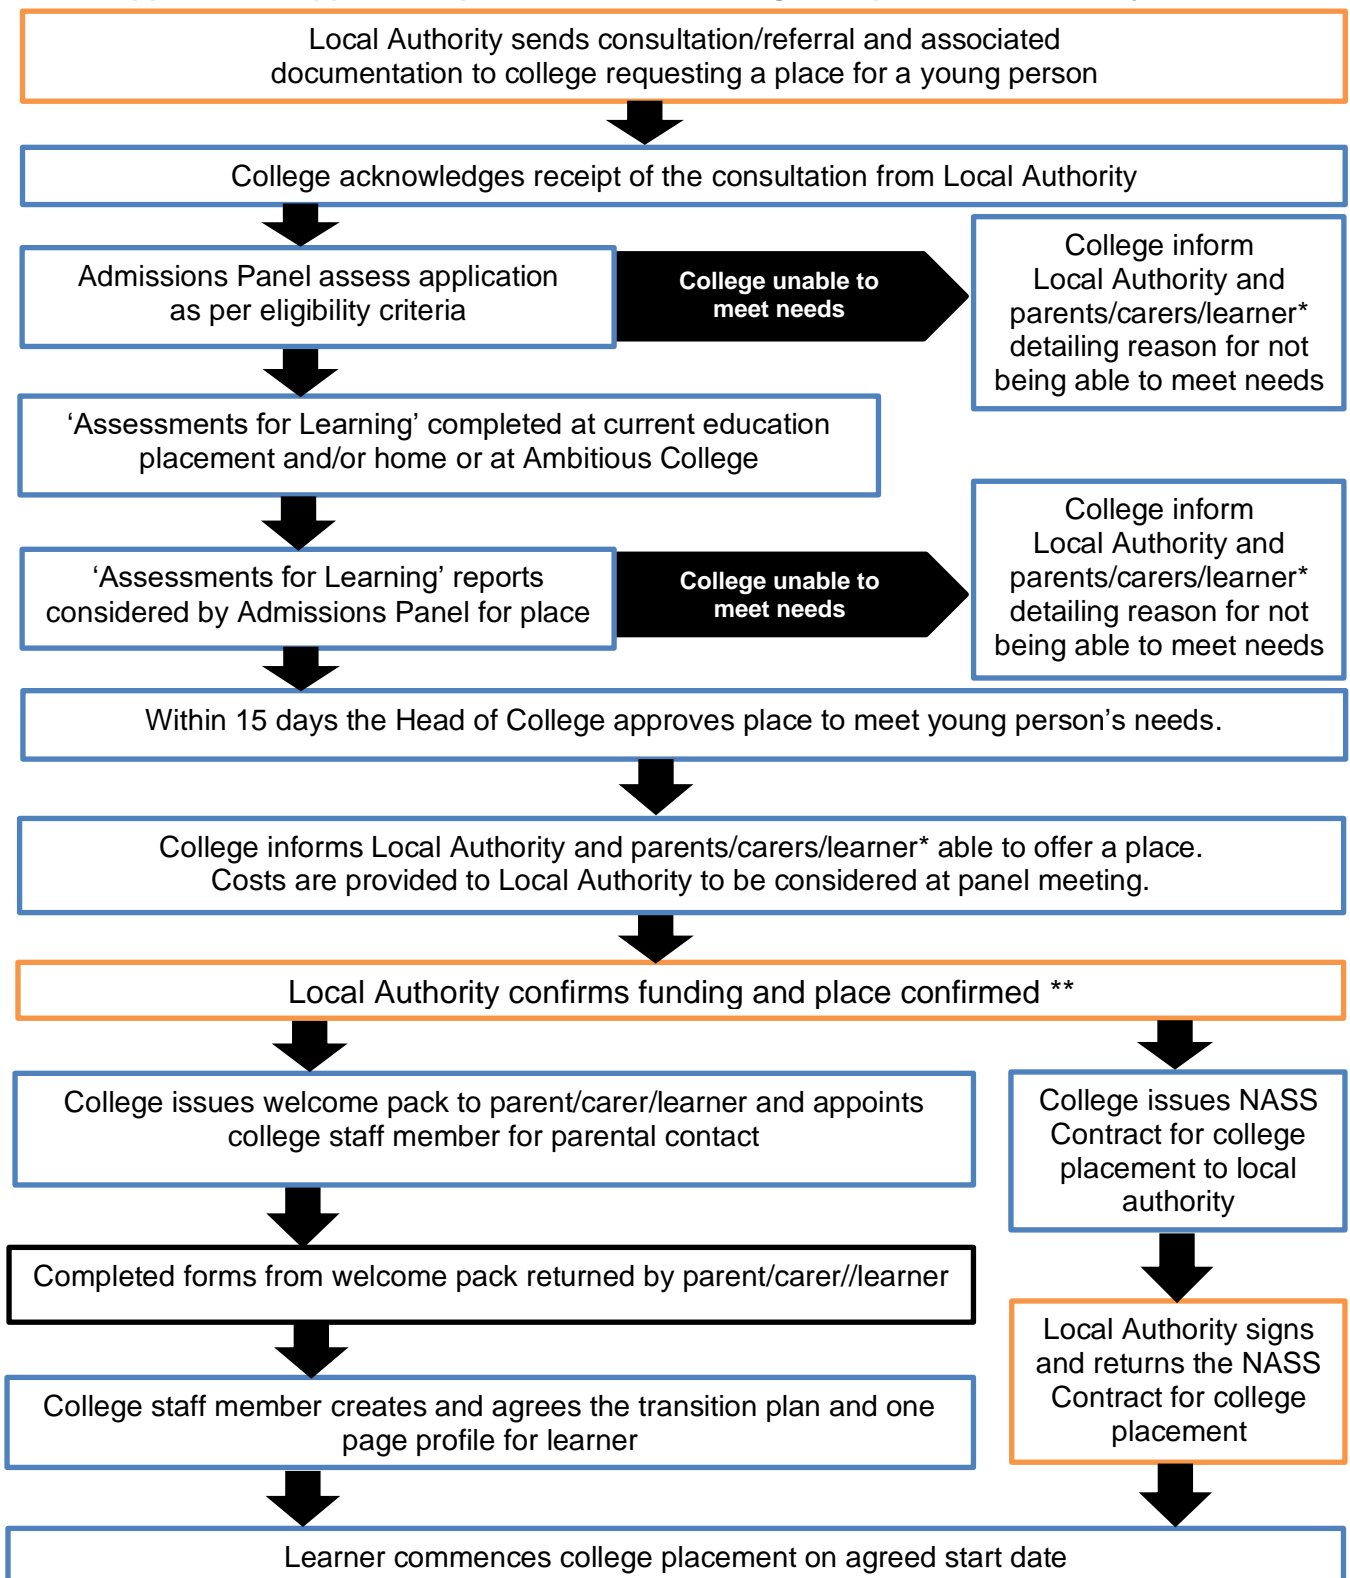 Local Authority sends consultation/referral and associated
documentation to college requesting a place for a young person
College acknowledges receipt of the consultation from Local Authority
Admissions Panel assess application
as per eligibility criteria
College unable to
meet needs
College inform
Local Authority and
parents/carers/learner*
detailing reason for not
being able to meet needs
‘Assessments for Learning’ completed at current education
placement and/or home or at Ambitious College
‘Assessments for Learning’ reports
considered by Admissions Panel for place
College unable to
meet needs
College inform
Local Authority and
parents/carers/learner*
detailing reason for not
being able to meet needs
Within 15 days the Head of College approves place to meet young person’s needs.
College informs Local Authority and parents/carers/learner* able to offer a place.
Costs are provided to Local Authority to be considered at panel meeting.
Local Authority confirms funding and place confirmed **
College issues welcome pack to parent/carer/learner and appoints
college staff member for parental contact
College issues NASS
Contract for college
placement to local
authority
Completed forms from welcome pack returned by parent/carer//learner
Local Authority signs
and returns the NASS
Contract for college
placement
College staff member creates and agrees the transition plan and one
page profile for learner
Learner commences college placement on agreed start date